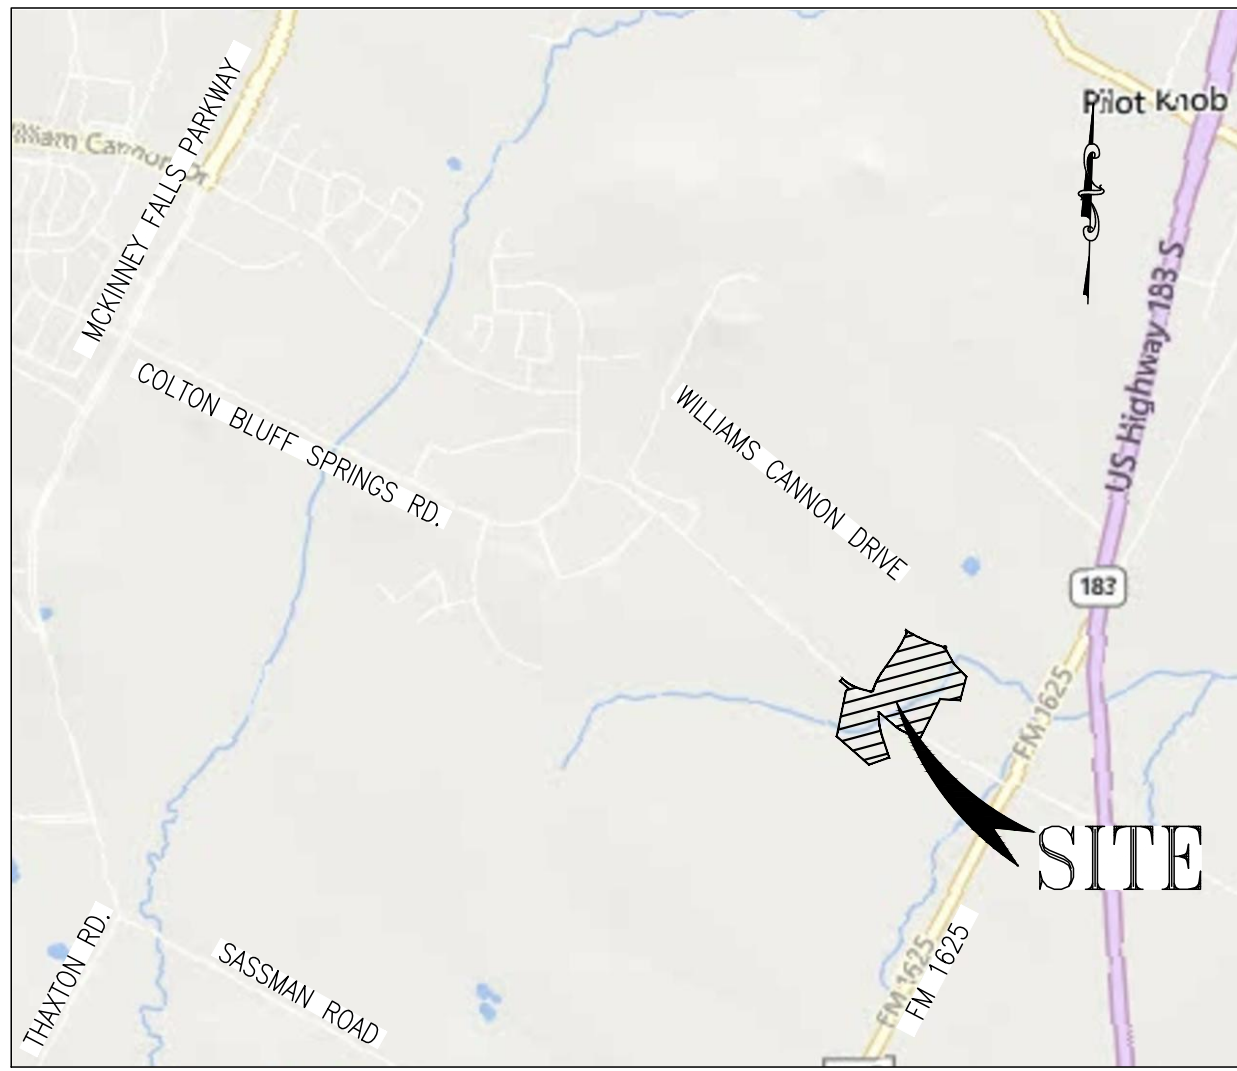 MCKINNEY FALLS PARKWAY
William Cannon Dr
Pilot Knob
US Highway 183 S
COLTON BLUFF SPRINGS RD.
WILLIAMS CANNON DRIVE
183
FM 1625
SITE
THAXTON RD.
SASSMAN ROAD
FM 1625
FM 1625